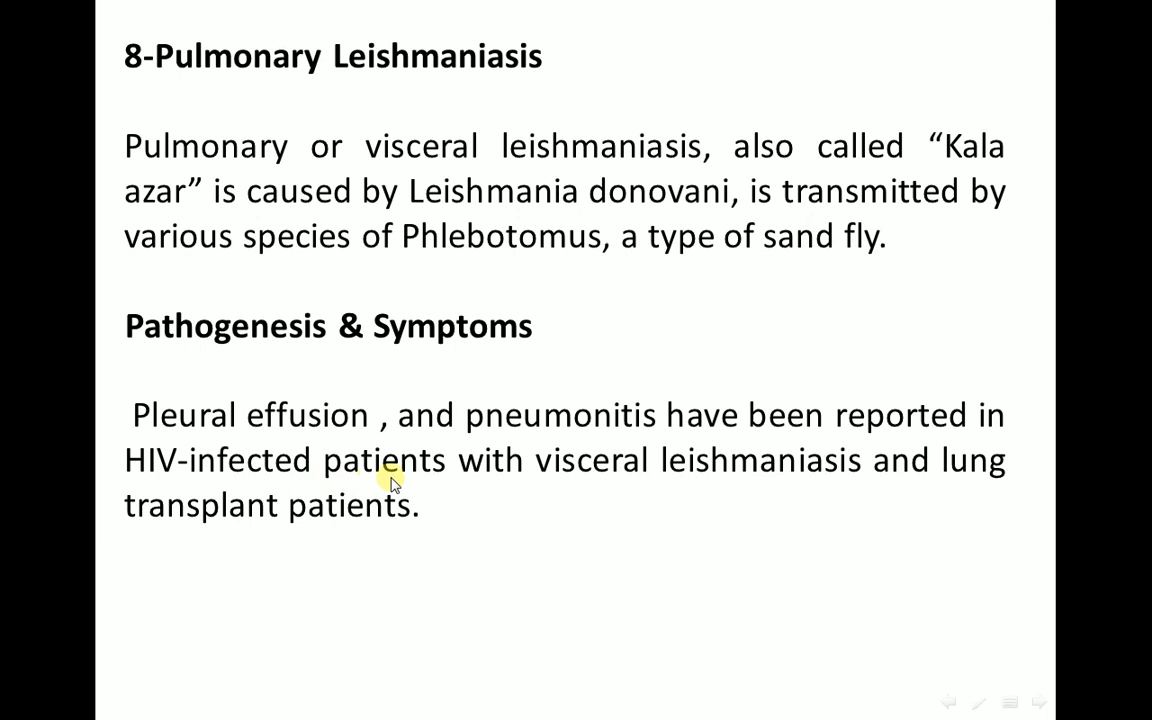 8-Pulmonary Leishmaniasis
Pulmonary or visceral leishmaniasis, also called “Kala
azar” is caused by Leishmania donovani, is transmitted by
various species of Phlebotomus, a type of sand fly.
Pathogenesis & Symptoms
Pleural effusion , and pneumonitis have been reported in
HIV-infected patients with visceral leishmaniasis and lung
transplant patients.